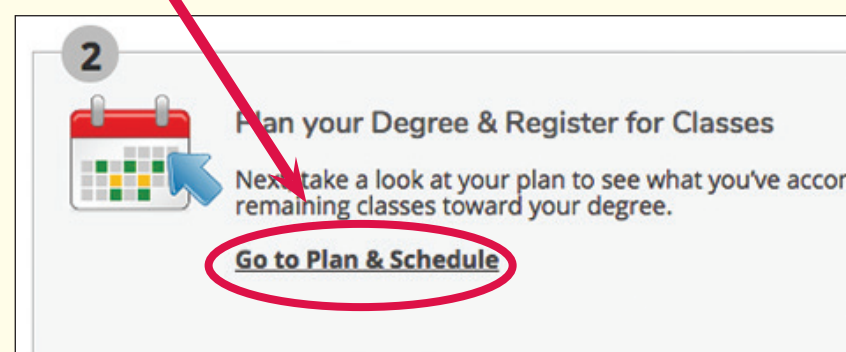 2
Plan your Degree & Register for Classes
Next, take a look at your plan to see what you've
remaining classes toward your degree.
Go to Plan & Schedule